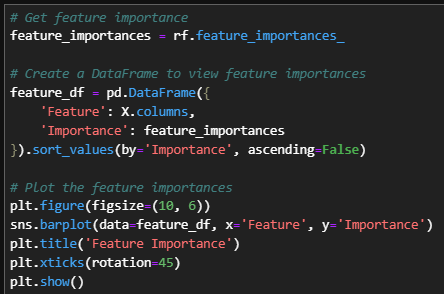 # Get feature importance
feature_importances = rf.feature_importances_
# Create a DataFrame to view feature importances
feature_df = pd.DataFrame({
    'Feature': X.columns,
    'Importance': feature_importances
}).sort_values(by='Importance', ascending=False)
# Plot the feature importances
plt.figure(figsize=(10, 6))
sns.barplot(data=feature_df, x='Feature', y='Importance')
plt.title('Feature Importance')
plt.xticks(rotation=45)
plt.show()